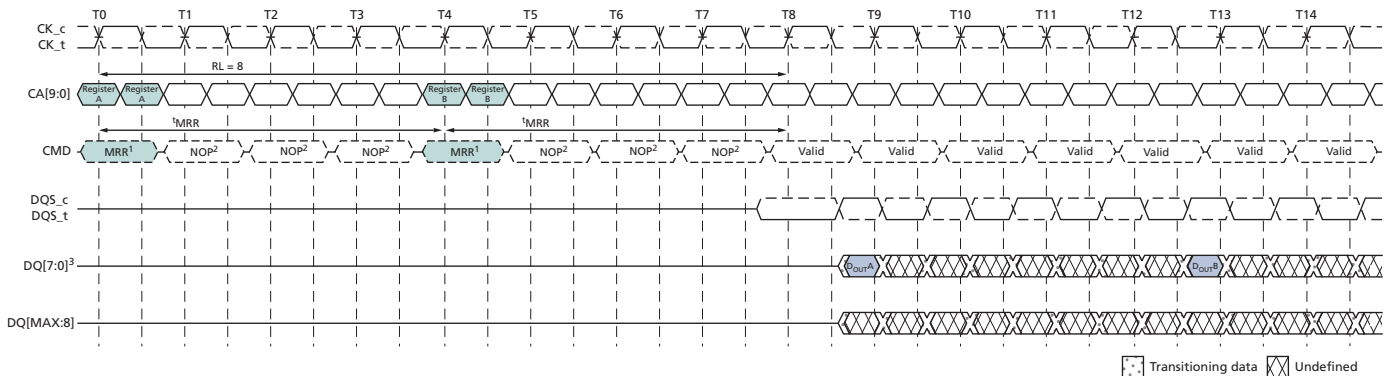 T0 T1 T2 T3 T4 T5 T6 T7 T8 T9 T10 T11 T12 T13 T14
CK_c
CK_t
RL = 8
CA[9:0] Register A Register A Register B Register B
tMRR tMRR
CMD MRR1 NOP2 NOP2 NOP2 MRR1 NOP2 NOP2 NOP2 Valid Valid Valid Valid Valid Valid Valid
DQS_c
DQS_t
DQ[7:0]3 DOUTA DOUTB
DQ[MAX:8]
Transitioning data Undefined